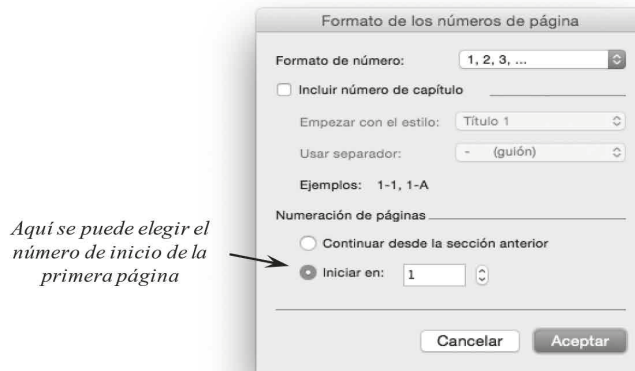 Formato de los números de página
Formato de número: 1, 2, 3, ...
Incluir número de capítulo
Empezar con el estilo: Título 1
Usar separador: - (guión)
Ejemplos: 1-1, 1-A
Numeración de páginas
Continuar desde la sección anterior
Iniciar en: 1
Cancelar Aceptar
Aquí se puede elegir el
número de inicio de la
primera página